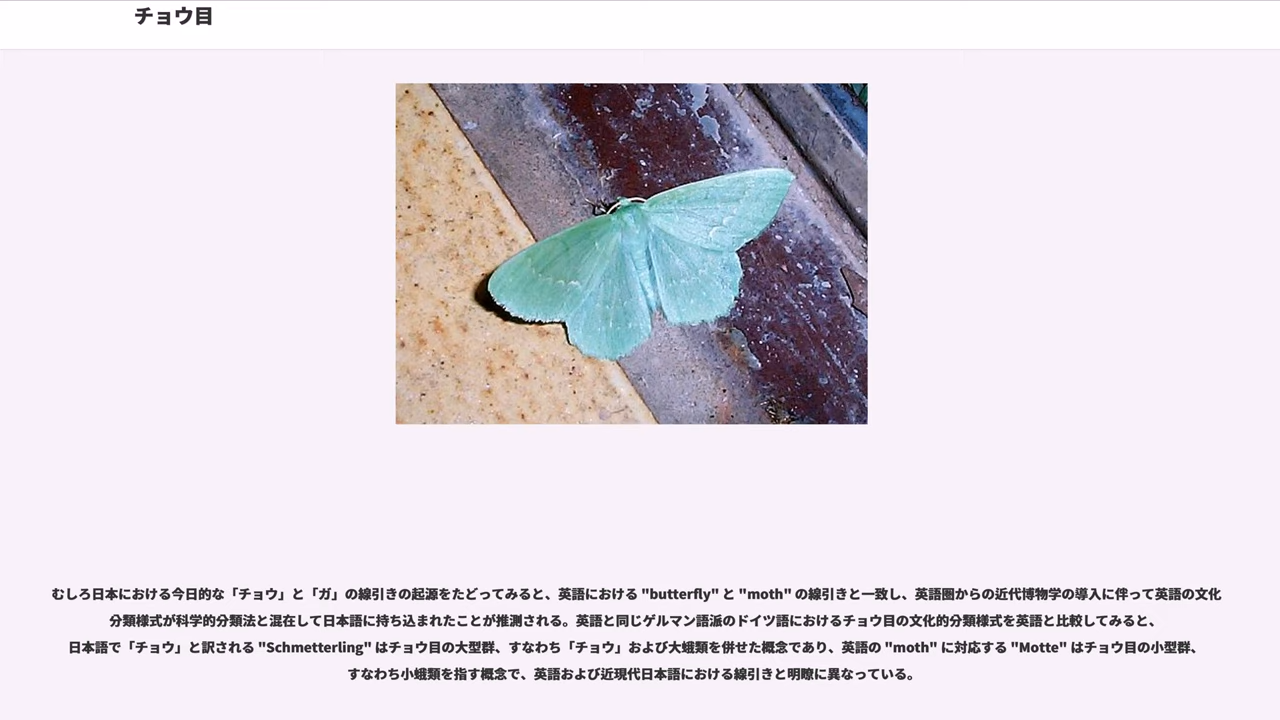 チョウ目
むしろ日本における今日的な「チョウ」と「ガ」の線引きの起源をたどってみると、英語における "butterfly" と "moth" の線引きと一致し、英語圏からの近代博物学の導入に伴って英語の文化
分類様式が科学的分類法と混在して日本語に持ち込まれたことが推測される。英語と同じゲルマン語派のドイツ語におけるチョウ目の文化的分類様式を英語と比較してみると、
日本語で「チョウ」と訳される "Schmetterling" はチョウ目の大型群、すなわち「チョウ」および大蛾類を併せた概念であり、英語の "moth" に対応する "Motte" はチョウ目の小型群、
すなわち小蛾類を指す概念で、英語および近現代日本語における線引きと明瞭に異なっている。